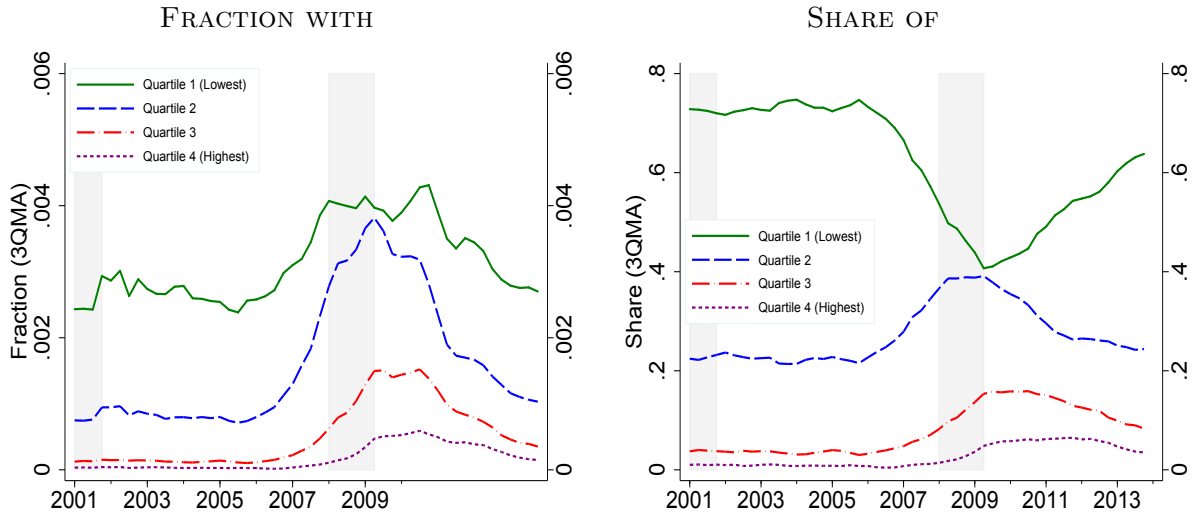 FRACTION WITH
Fraction (3QMA)
.006
.004
.002
0
.006
.004
.002
0
Quartile 1 (Lowest)
Quartile 2
Quartile 3
Quartile 4 (Highest)
2001 2003 2005 2007 2009
SHARE OF
Share (3QMA)
.8
.6
.4
.2
0
.8
.6
.4
.2
0
Quartile 1 (Lowest)
Quartile 2
Quartile 3
Quartile 4 (Highest)
2001 2003 2005 2007 2009 2011 2013